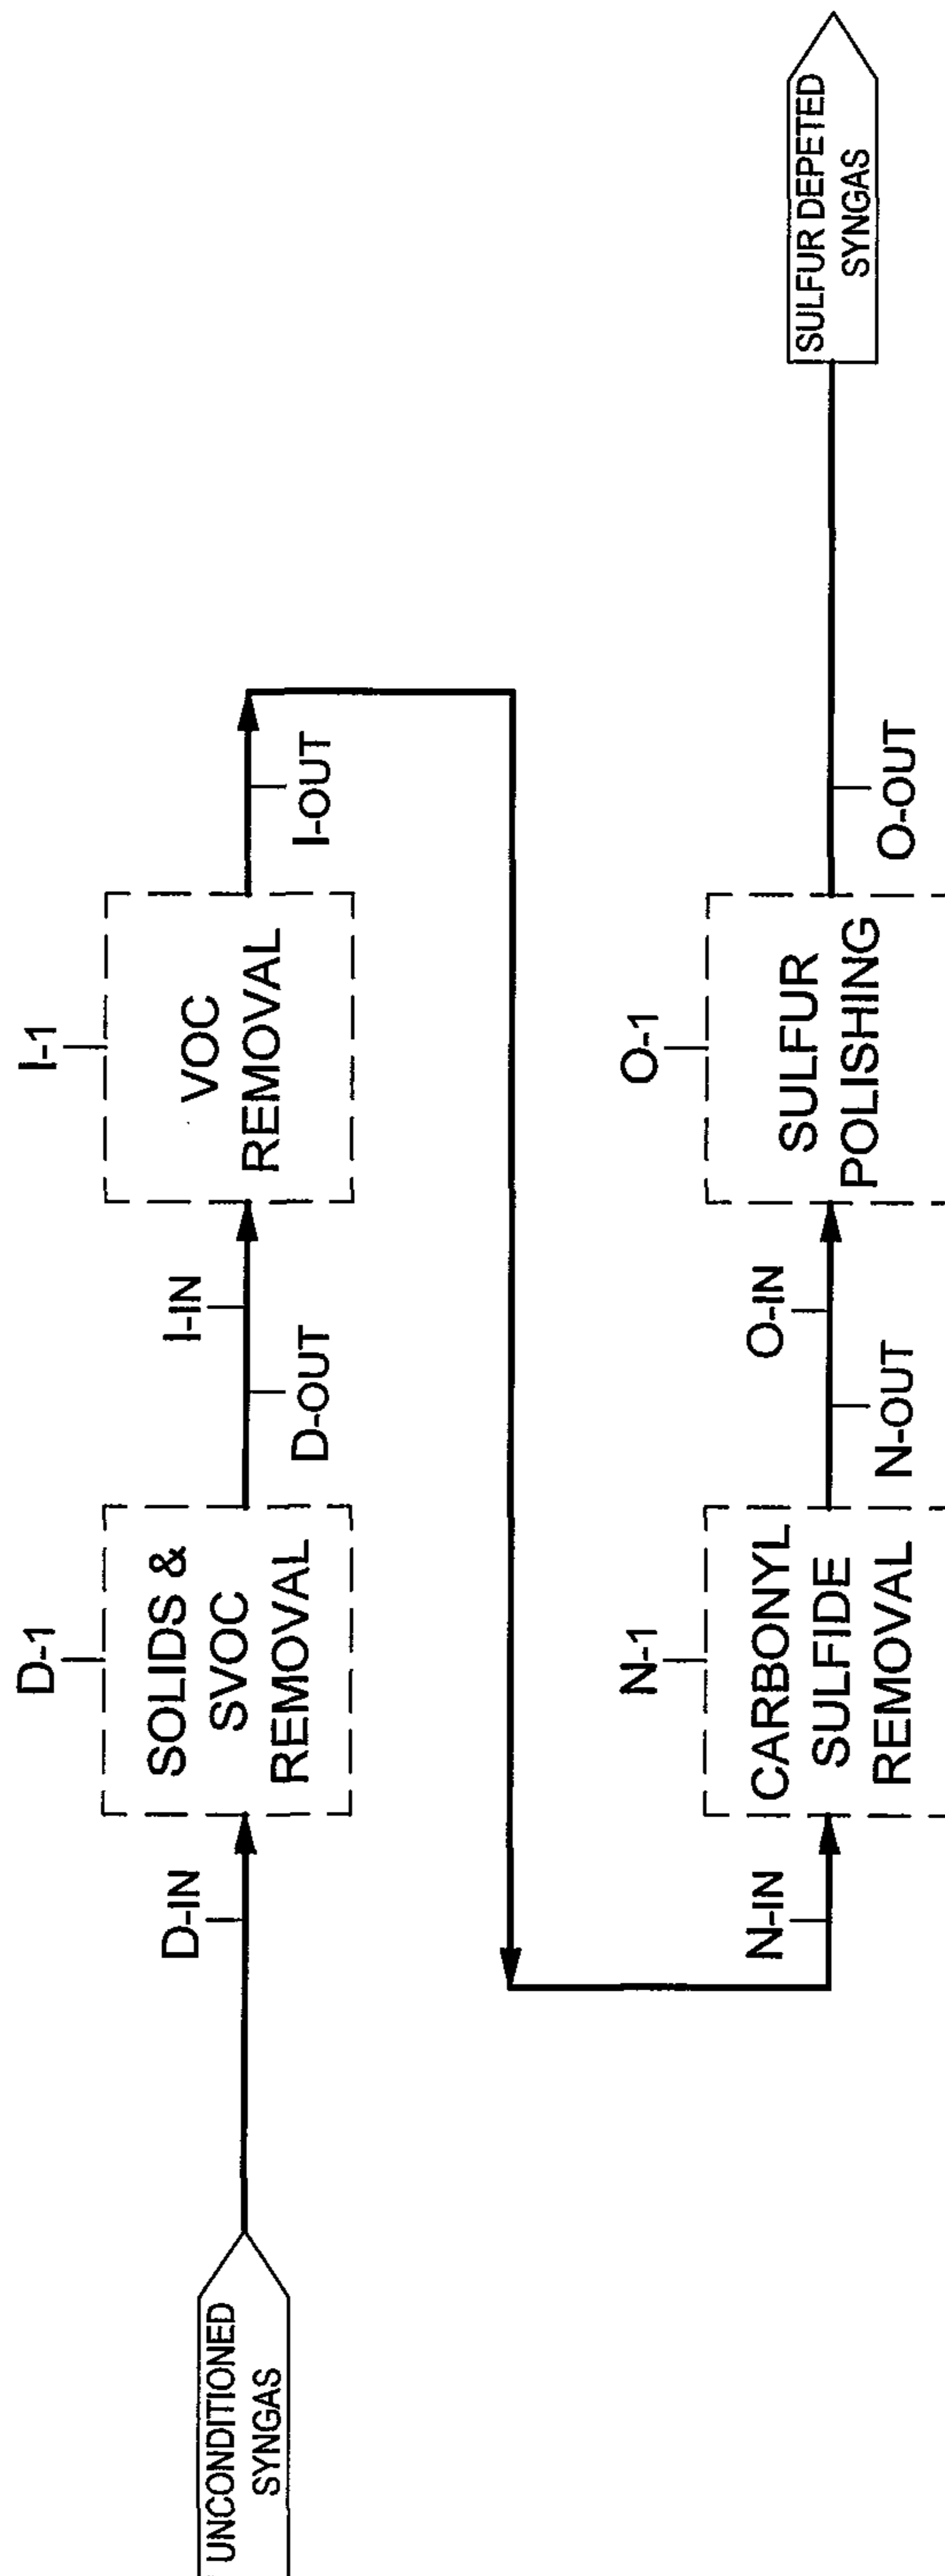 D-1
I-1
UNCONDITIONED
SYNGAS
D-IN
SOLIDS &
SVOC
REMOVAL
I-IN
D-OUT
VOC
REMOVAL
I-OUT
N-1
O-1
N-IN
CARBONYL
SULFIDE
REMOVAL
O-IN
N-OUT
SULFUR
POLISHING
O-OUT
SULFUR DEPETED
SYNGAS